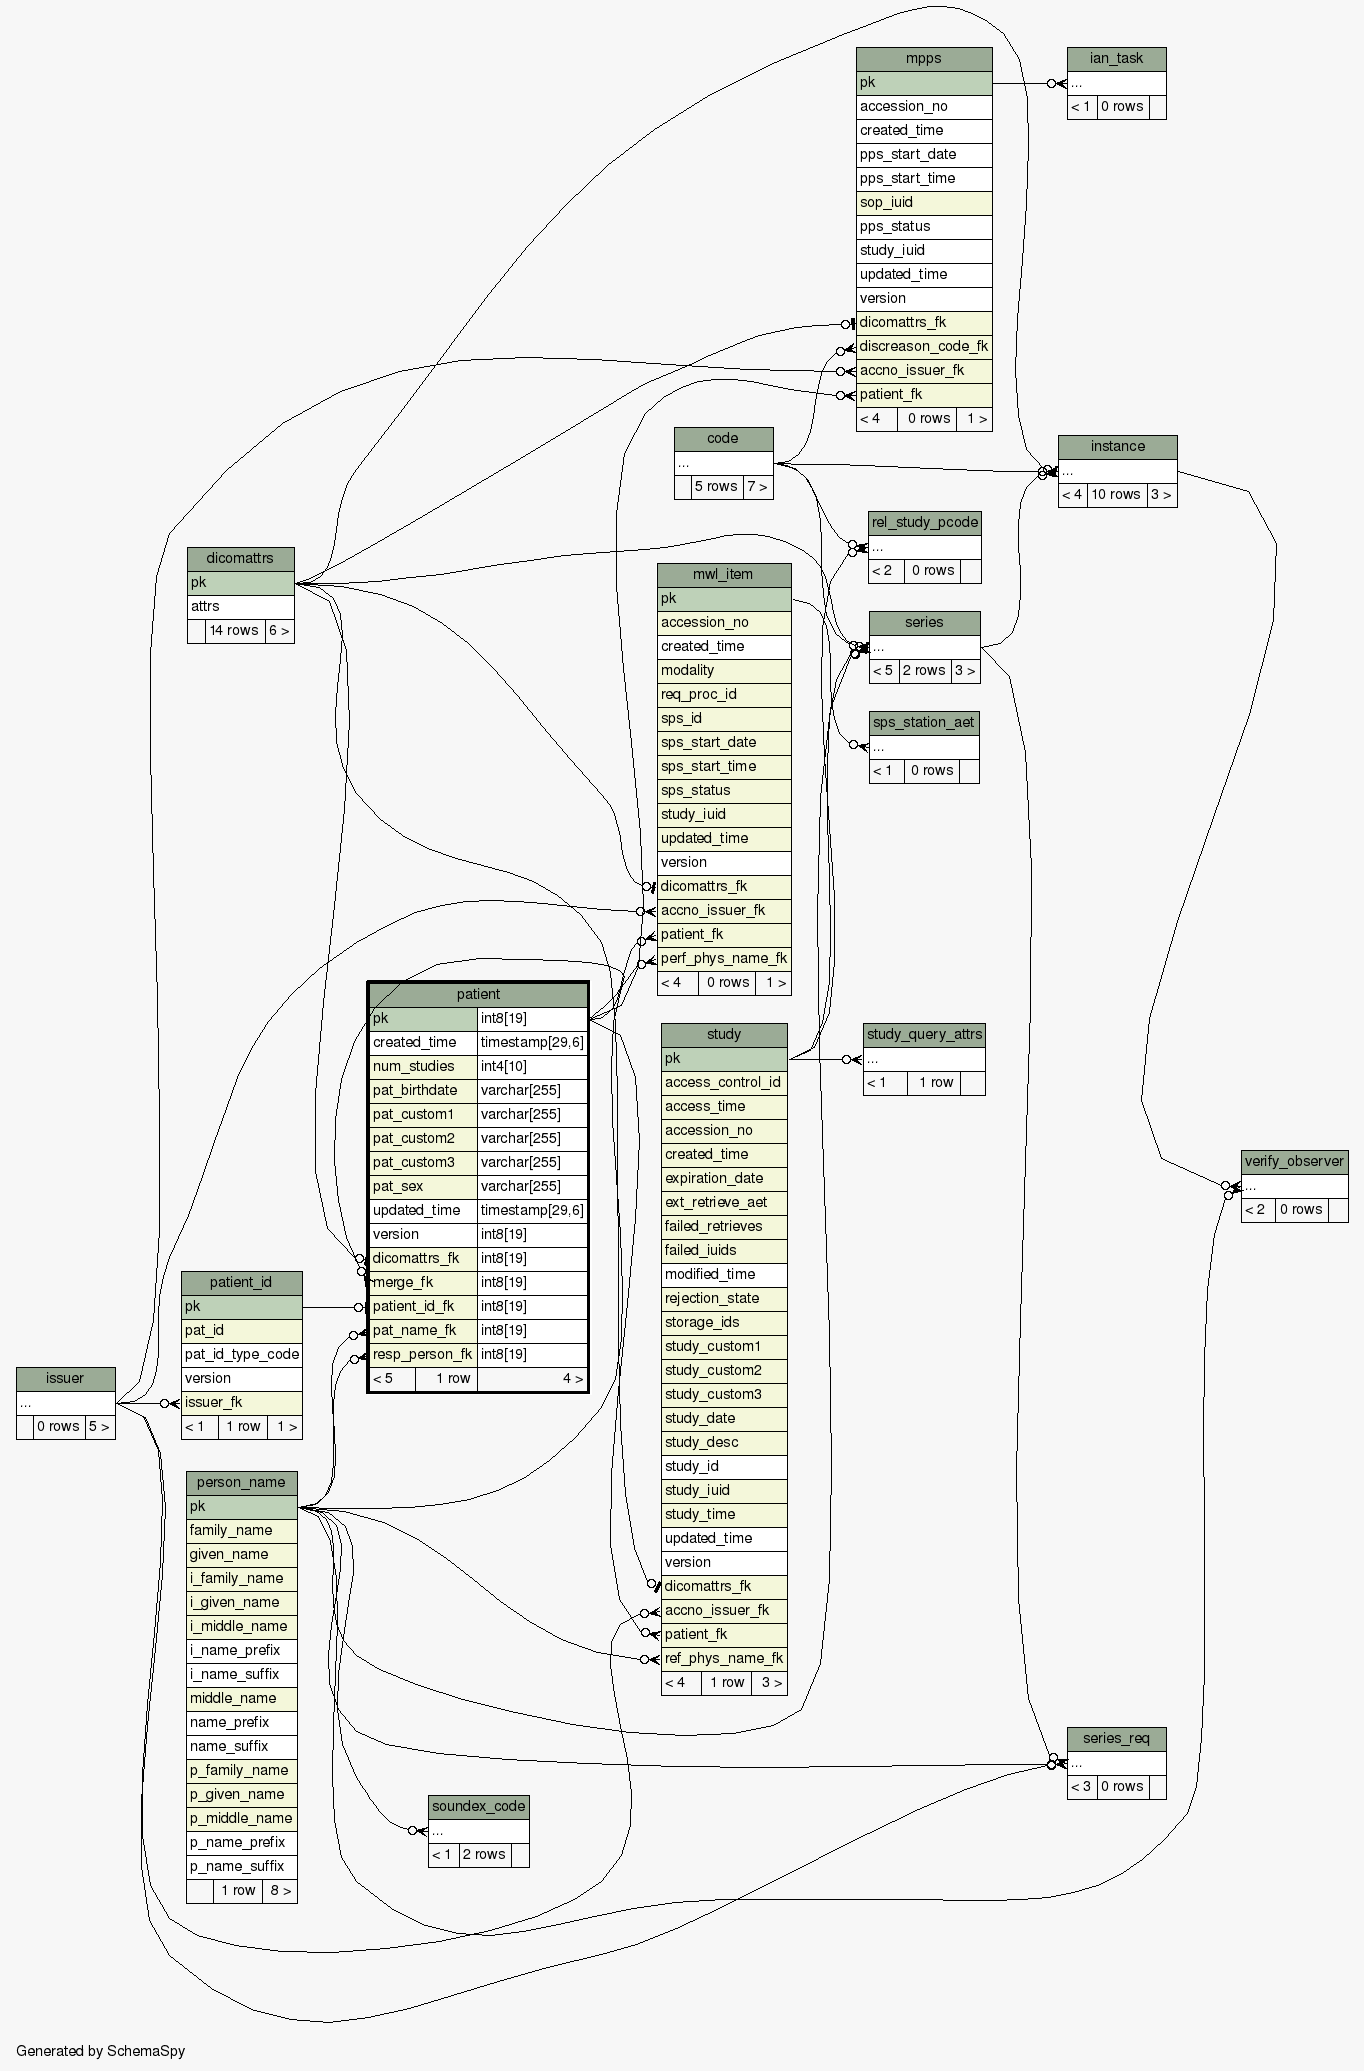 mpps
pk
accession_no
created_time
pps_start_date
pps_start_time
sop_iuid
pps_status
study_iuid
updated_time
version
dicomattrs_fk
discreason_code_fk
accno_issuer_fk
patient_fk
< 4 0 rows 1 >
ian_task
...
< 1 0 rows
code
...
5 rows 7 >
instance
...
< 4 10 rows 3 >
rel_study_pcode
...
< 2 0 rows
dicomattrs
pk
attrs
14 rows 6 >
mwl_item
pk
accession_no
created_time
modality
req_proc_id
sps_id
sps_start_date
sps_start_time
sps_status
study_iuid
updated_time
version
dicomattrs_fk
accno_issuer_fk
patient_fk
perf_phys_name_fk
< 4 0 rows 1 >
series
...
< 5 2 rows 3 >
sps_station_aet
...
< 1 0 rows
patient
pk int8[19]
created_time timestamp[29,6]
num_studies int4[10]
pat_birthdate varchar[255]
pat_custom1 varchar[255]
pat_custom2 varchar[255]
pat_custom3 varchar[255]
pat_sex varchar[255]
updated_time timestamp[29,6]
version int8[19]
dicomattrs_fk int8[19]
merge_fk int8[19]
patient_id_fk int8[19]
pat_name_fk int8[19]
resp_person_fk int8[19]
< 5 1 row 4 >
study
pk
access_control_id
access_time
accession_no
created_time
expiration_date
ext_retrieve_aet
failed_retrieves
failed_iuids
modified_time
rejection_state
storage_ids
study_custom1
study_custom2
study_custom3
study_date
study_desc
study_id
study_iuid
study_time
updated_time
version
dicomattrs_fk
accno_issuer_fk
patient_fk
ref_phys_name_fk
< 4 1 row 3 >
study_query_attrs
...
< 1 1 row
verify_observer
...
< 2 0 rows
patient_id
pk
pat_id
pat_id_type_code
version
issuer_fk
< 1 1 row 1 >
issuer
...
0 rows 5 >
person_name
pk
family_name
given_name
i_family_name
i_given_name
i_middle_name
i_name_prefix
i_name_suffix
middle_name
name_prefix
name_suffix
p_family_name
p_given_name
p_middle_name
p_name_prefix
p_name_suffix
1 row 8 >
series_req
...
< 3 0 rows
soundex_code
...
< 1 2 rows
Generated by SchemaSpy